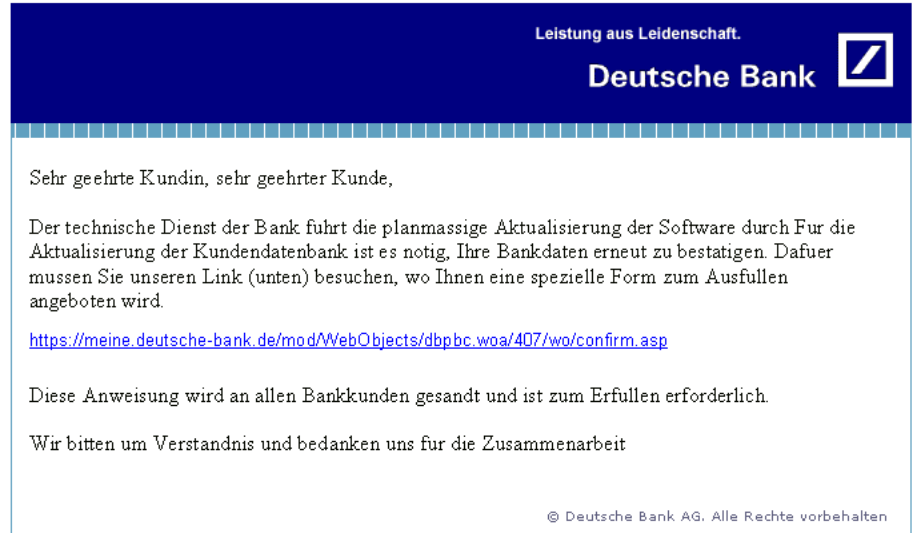 Leistung aus Leidenschaft.
Deutsche Bank
Sehr geehrte Kundin, sehr geehrter Kunde,
Der technische Dienst der Bank fuhrt die planmassige Aktualisierung der Software durch Fur die
Aktualisierung der Kundendatenbank ist es notig, Ihre Bankdaten erneut zu bestatigen. Dafuer
mussen Sie unseren Link (unten) besuchen, wo Ihnen eine spezielle Form zum Ausfullen
angeboten wird.
https://meine.deutsche-bank.de/mod/WebObjects/dbpbc.woa/407/wo/confirm.asp
Diese Anweisung wird an allen Bankkunden gesandt und ist zum Erfullen erforderlich.
Wir bitten um Verstandnis und bedanken uns fur die Zusammenarbeit
© Deutsche Bank AG. Alle Rechte vorbehalten